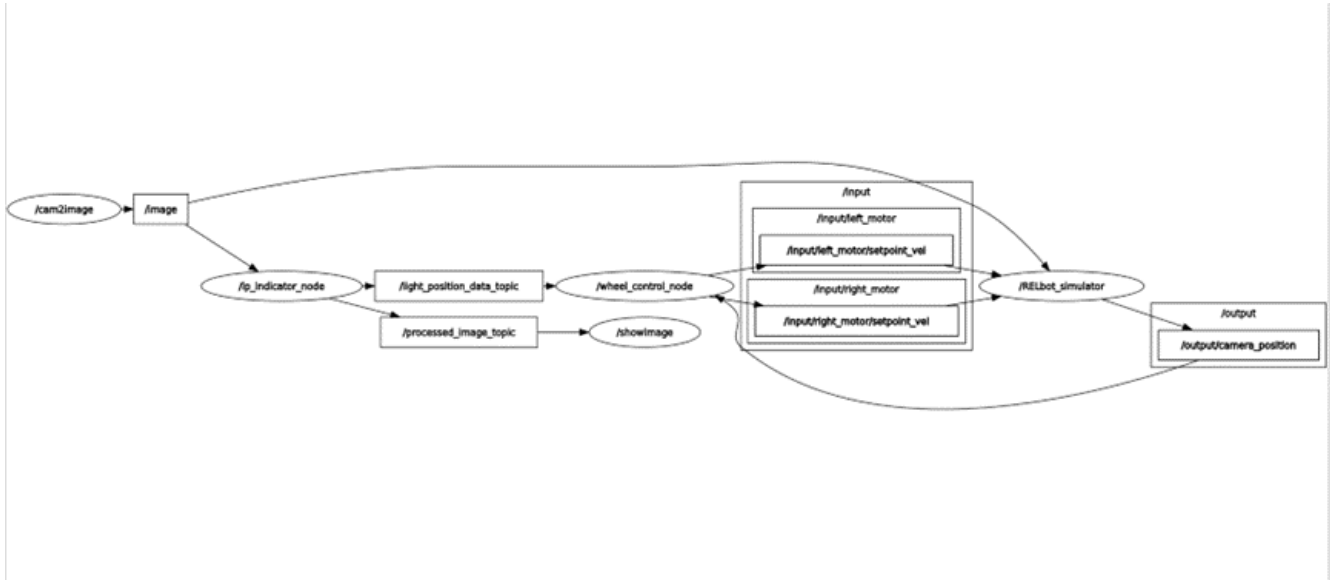 /cam2image
/image
/ip_indicator_node
/light_position_data_topic
/processed_image_topic
/wheel_control_node
/showimage
/input
/input/left_motor
/input/left_motor/setpoint_vel
/input/right_motor
/input/right_motor/setpoint_vel
/RELbot_simulator
/output
/output/camera_position